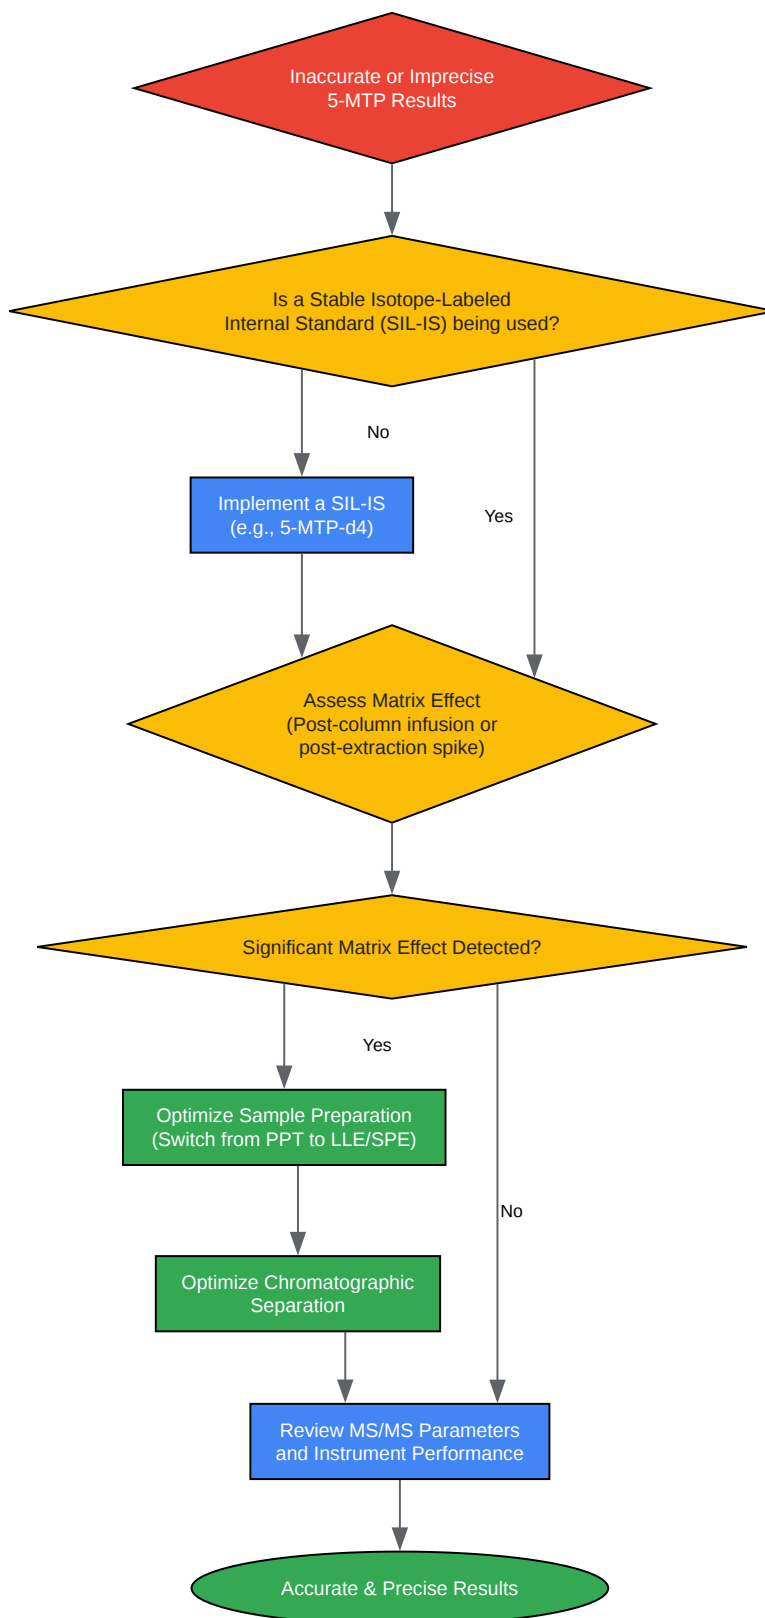 Inaccurate or Imprecise
5-MTP Results
Is a Stable Isotope-Labeled
Internal Standard (SIL-IS) being used?
No
Implement a SIL-IS
(e.g., 5-MTP-d4)
Yes
Assess Matrix Effect
(Post-column infusion or
post-extraction spike)
Significant Matrix Effect Detected?
Yes
Optimize Sample Preparation
(Switch from PPT to LLE/SPE)
No
Optimize Chromatographic
Separation
Review MS/MS Parameters
and Instrument Performance
Accurate & Precise Results